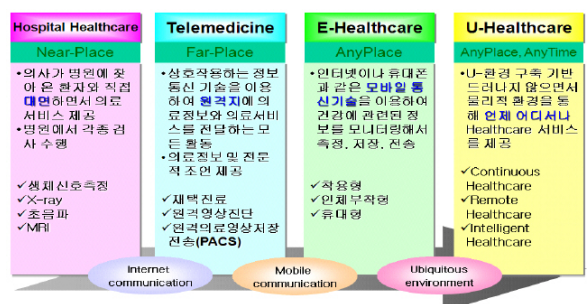 Hospital Healthcare
Near-Place
•의사가 병원에 찾
아 온 환자와 직접
대면하면서 의료
서비스 제공
•병원에서 각종 검
사 수행
✓생체신호측정
✓X-ray
✓초음파
✓MRI
Telemedicine
Far-Place
•상호작용하는 정보
통신 기술을 이용
하여 원격지에 의
료정보와 의료서비
스를 전달하는 모
든 활동
•의료정보 및 전문
적 조언 제공
✓재택진료
✓원격영상진단
✓원격의료영상저장
전송(PACS)
E-Healthcare
AnyPlace
•인터넷이나 휴대폰
과 같은 모바일 통
신기술을 이용하여
건강에 관련된 정
보를 모니터링해서
측정, 저장, 전송
✓착용형
✓인체부착형
✓휴대형
U-Healthcare
AnyPlace, AnyTime
•U-환경 구축 기반
드러나지 않으면서
물리적 환경을 통
해 언제 어디서나
Healthcare 서비스
를 제공
✓Continuous
Healthcare
✓Remote
Healthcare
✓Intelligent
Healthcare
Internet
communication
Mobile
communication
Ubiquitous
environment